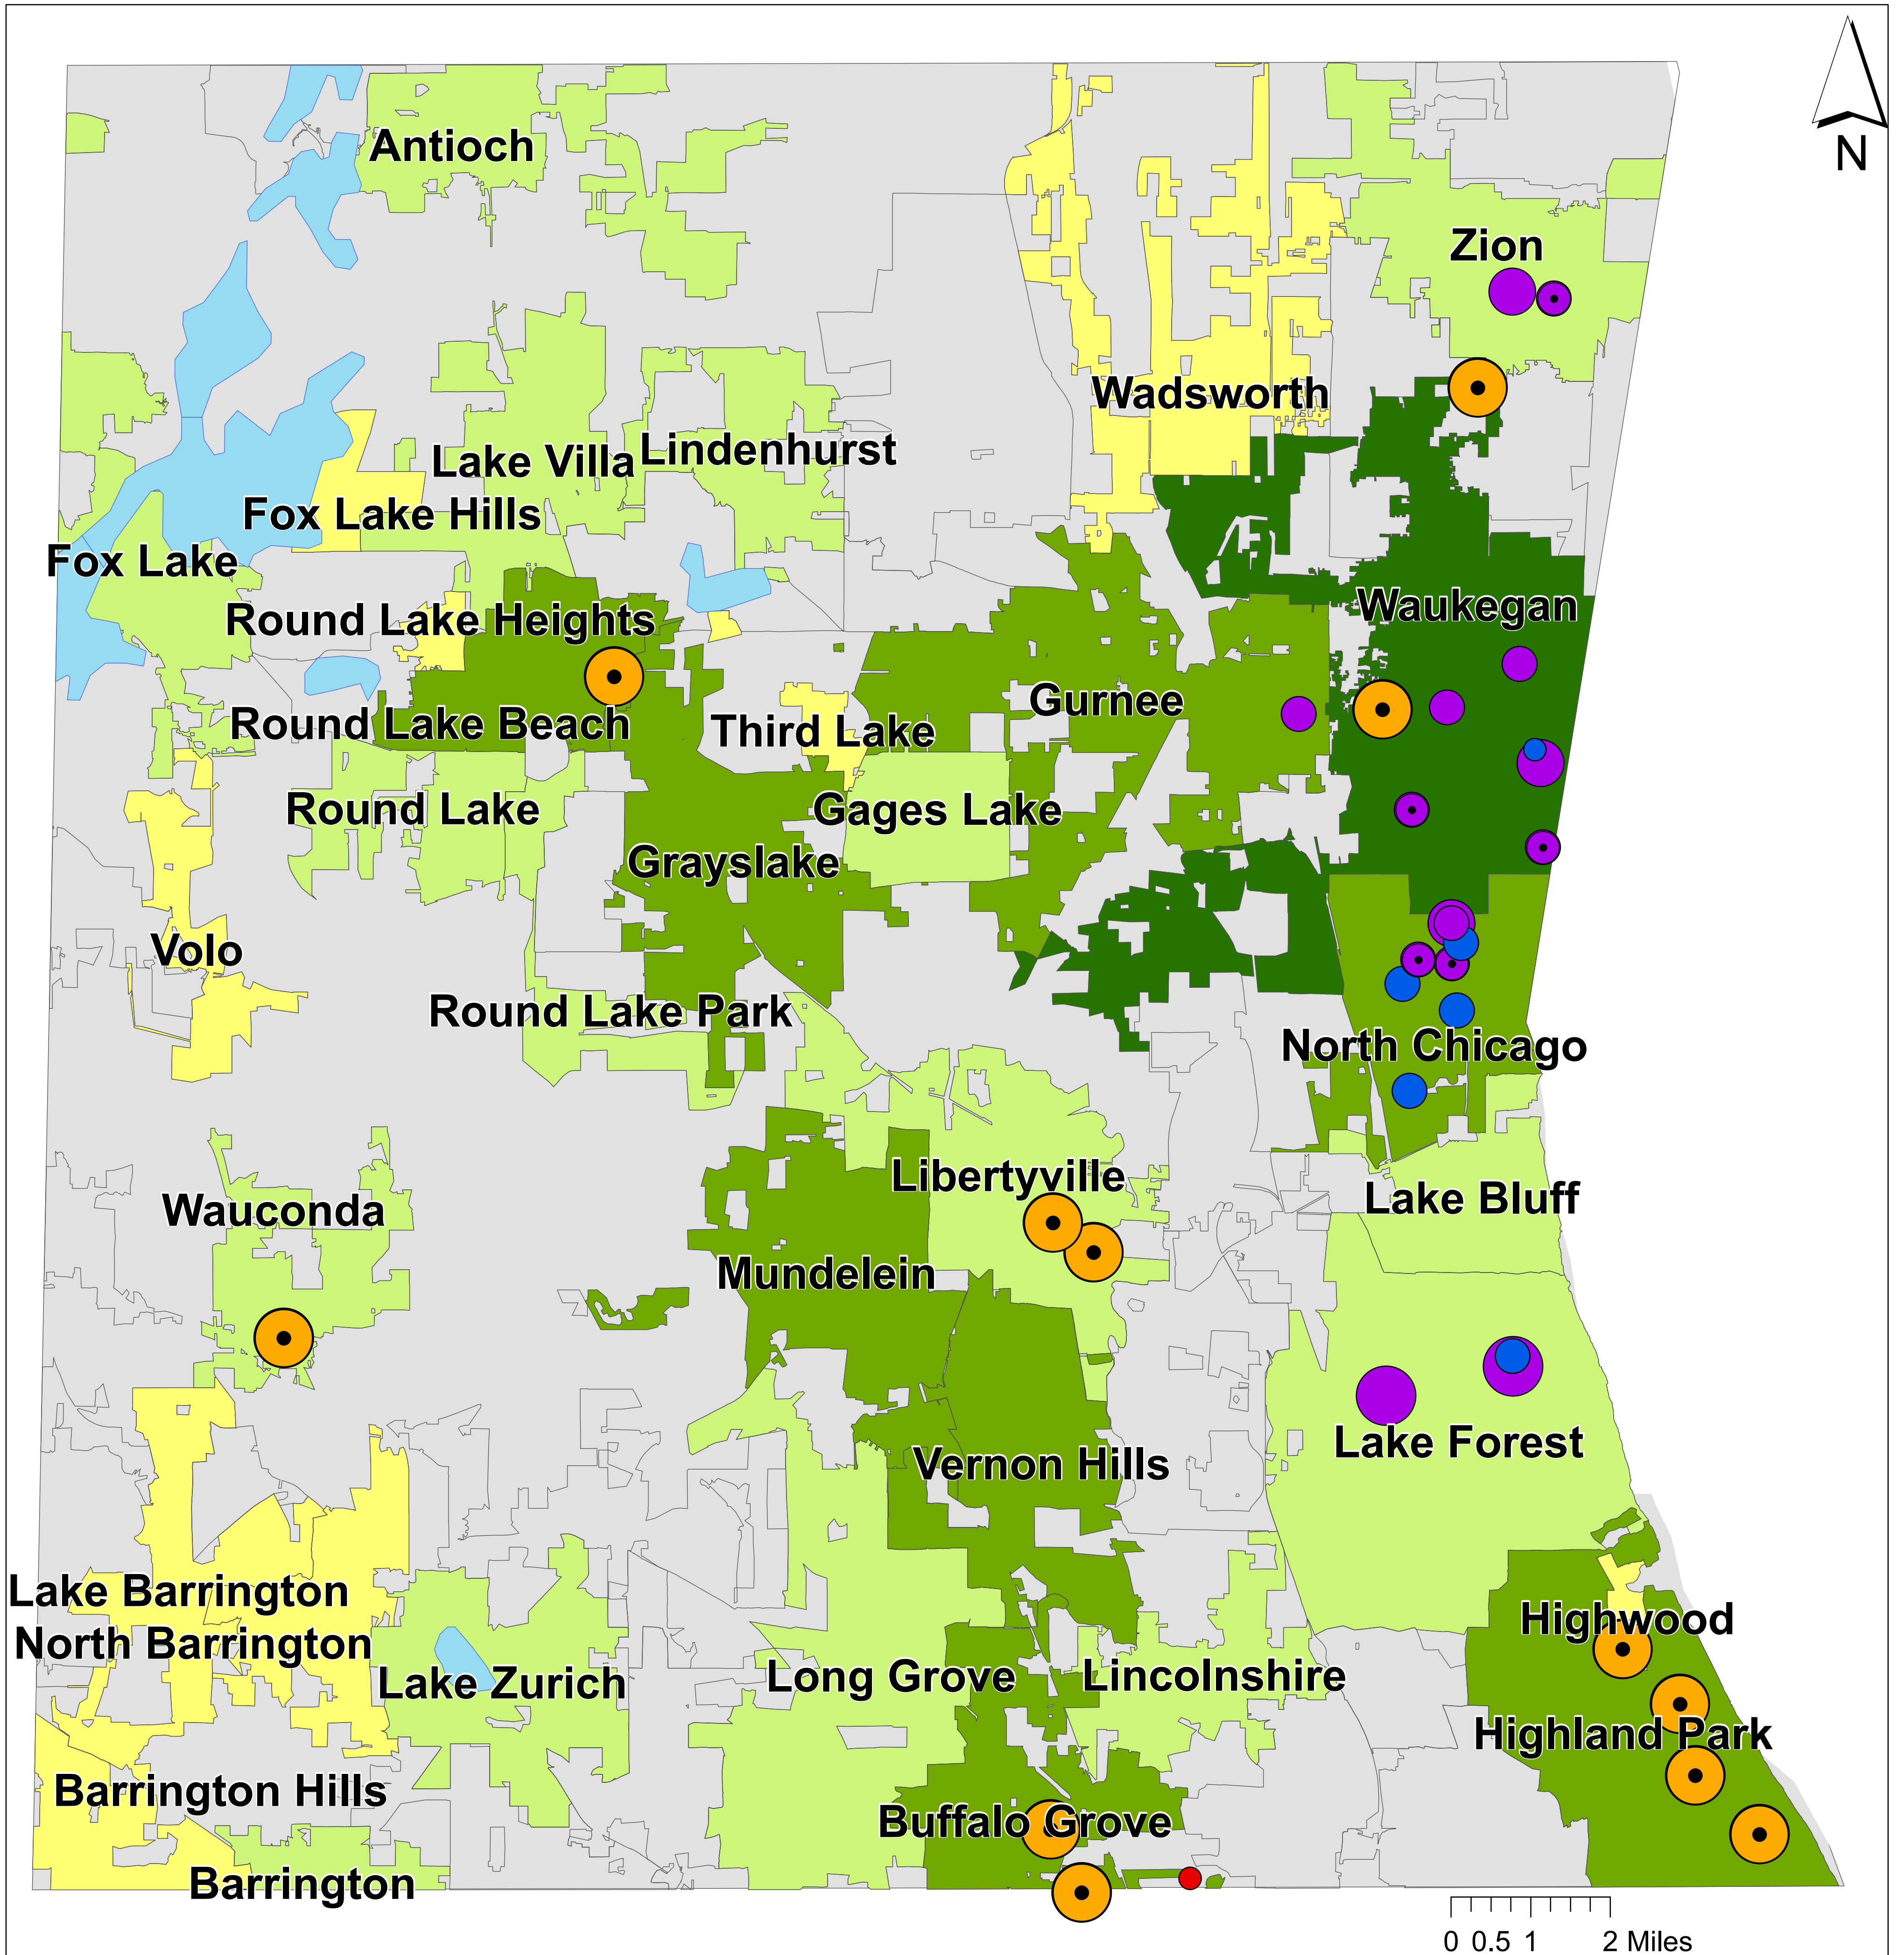 N
Antioch
Zion
Wadsworth
Lake Villa
Lindenhurst
Fox Lake Hills
Fox Lake
Waukegan
Round Lake Heights
Gurnee
Round Lake Beach
Third Lake
Round Lake
Gages Lake
Grayslake
Volo
Round Lake Park
North Chicago
Libertyville
Lake Bluff
Wauconda
Mundelein
Lake Forest
Vernon Hills
Lake Barrington
Highwood
North Barrington
Lake Zurich
Long Grove
Lincolnshire
Highland Park
Barrington Hills
Buffalo Grove
Barrington
0 0.5 1 2 Miles